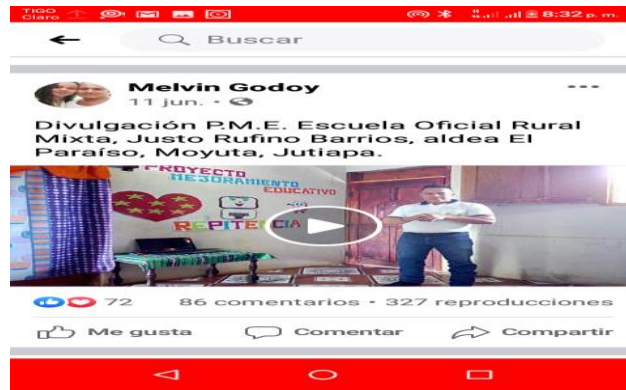 TIGO
Claro
8:32 p. m.
Buscar
Melvin Godoy
11 jun.
Divulgación P.M.E. Escuela Oficial Rural
Mixta, Justo Rufino Barrios, aldea El
Paraíso, Moyuta, Jutiapa.
PROYECTO
MEJORAMIENTO
EDUCATIVO
REPITENCIA
72
86 comentarios • 327 reproducciones
Me gusta
Comentar
Compartir